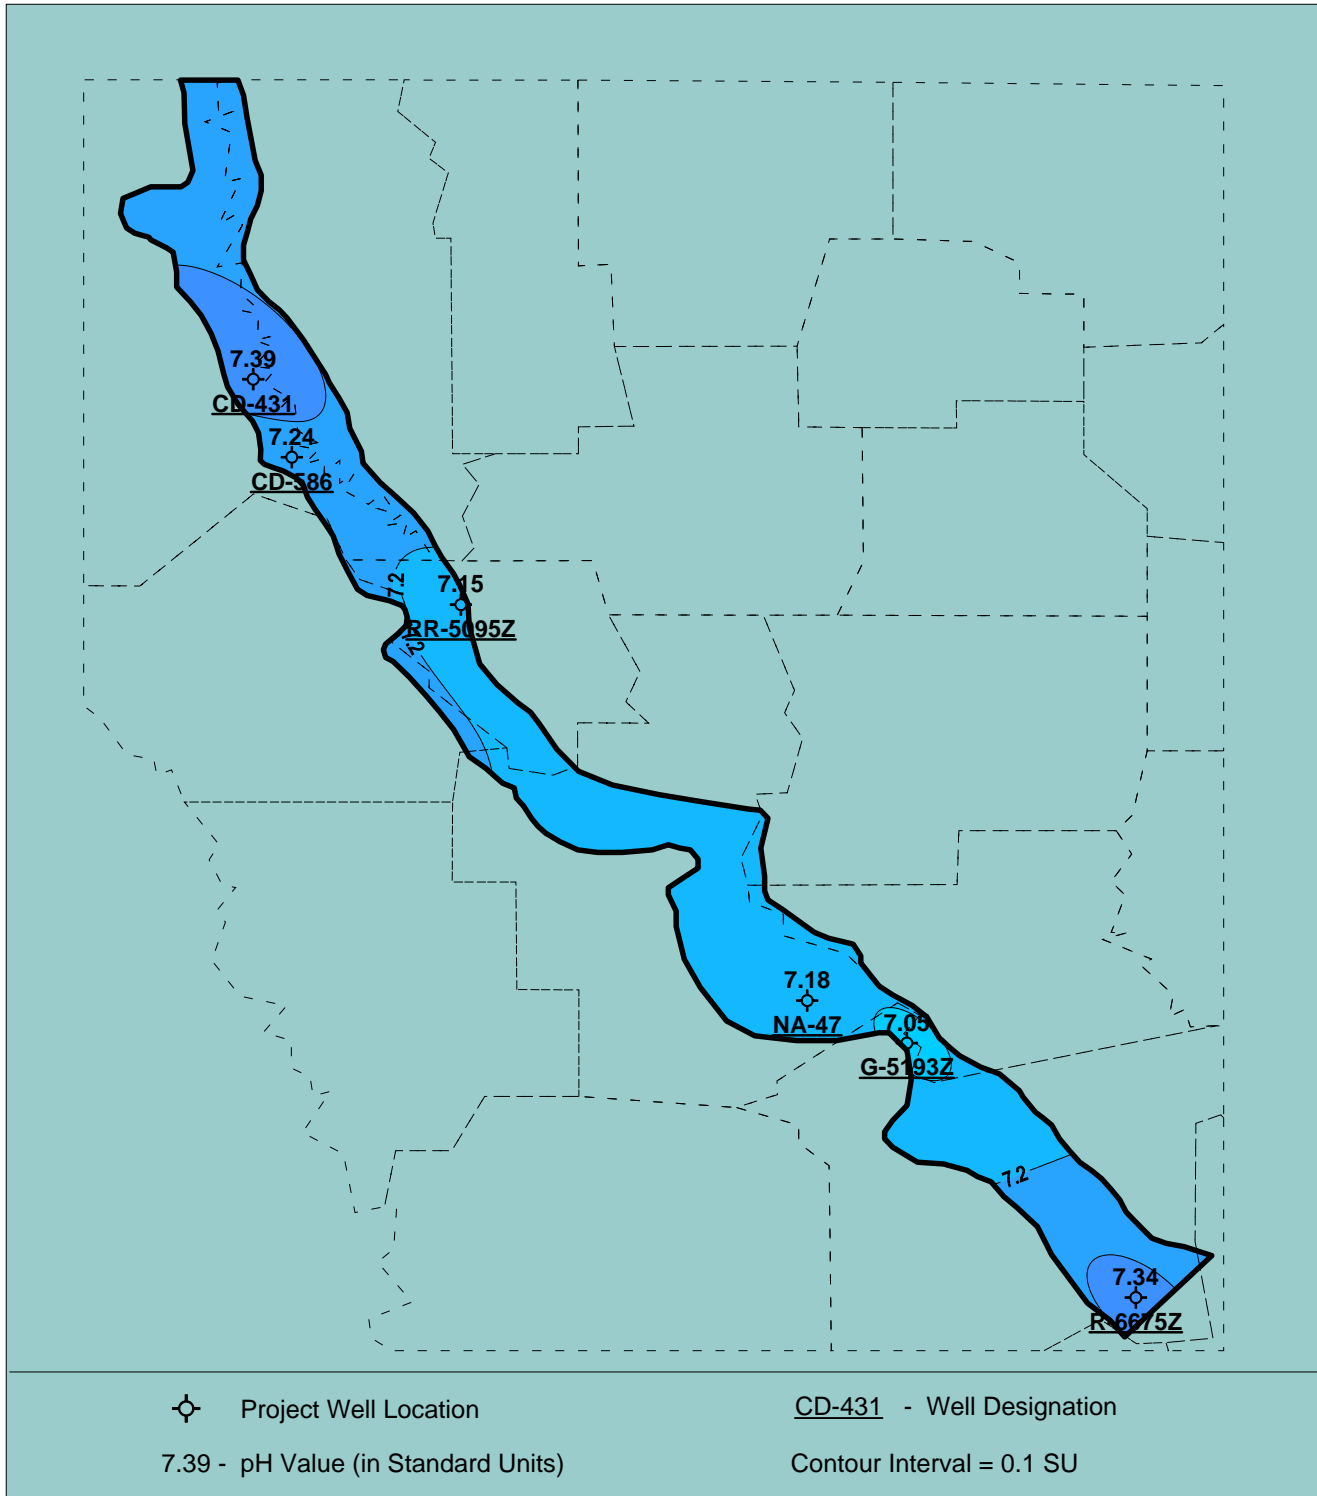 7.39
CD-431
7.24
CD-586
7.2
7.15
RR-5095Z
.2
7.18
NA-47
7.05
G-5193Z
7.2
7.34
R-6675Z
Project Well Location
CD-431 - Well Designation
7.39 - pH Value (in Standard Units)
Contour Interval = 0.1 SU